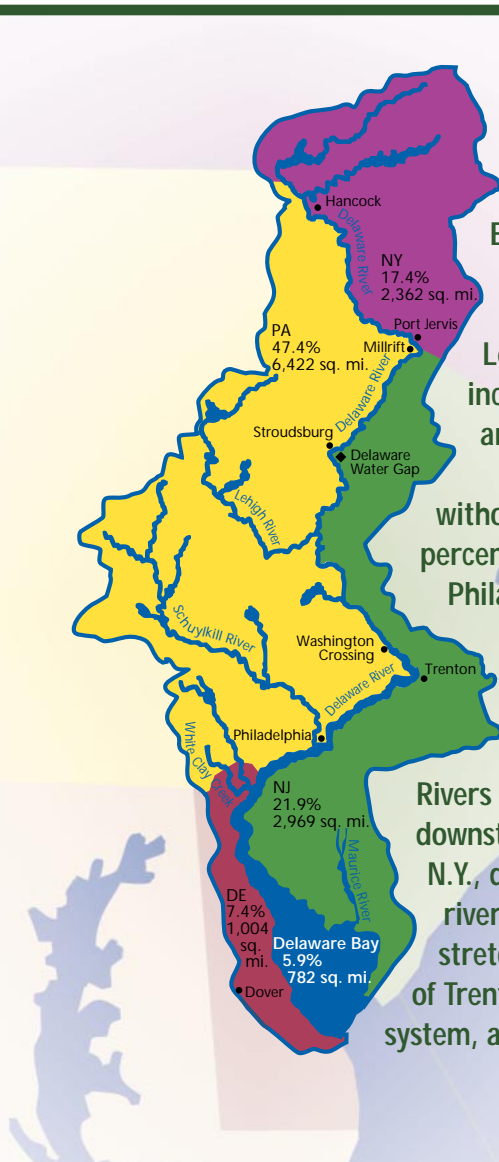 Hancock
Delaware River
NY
17.4%
2,362 sq. mi.
Port Jervis
Millrift
PA
47.4%
6,422 sq. mi.
Delaware River
Stroudsburg
Delaware
Water Gap
Lehigh River
Schuylkill River
Washington
Crossing
Trenton
Delaware River
Philadelphia
White Clay Creek
NJ
21.9%
2,969 sq. mi.
Maurice River
DE
7.4%
1,004
sq.
mi.
Delaware Bay
5.9%
782 sq. mi.
Dover
percen
Phila
Rivers
downst
N.Y.,
river
stret
of Tren
system, a